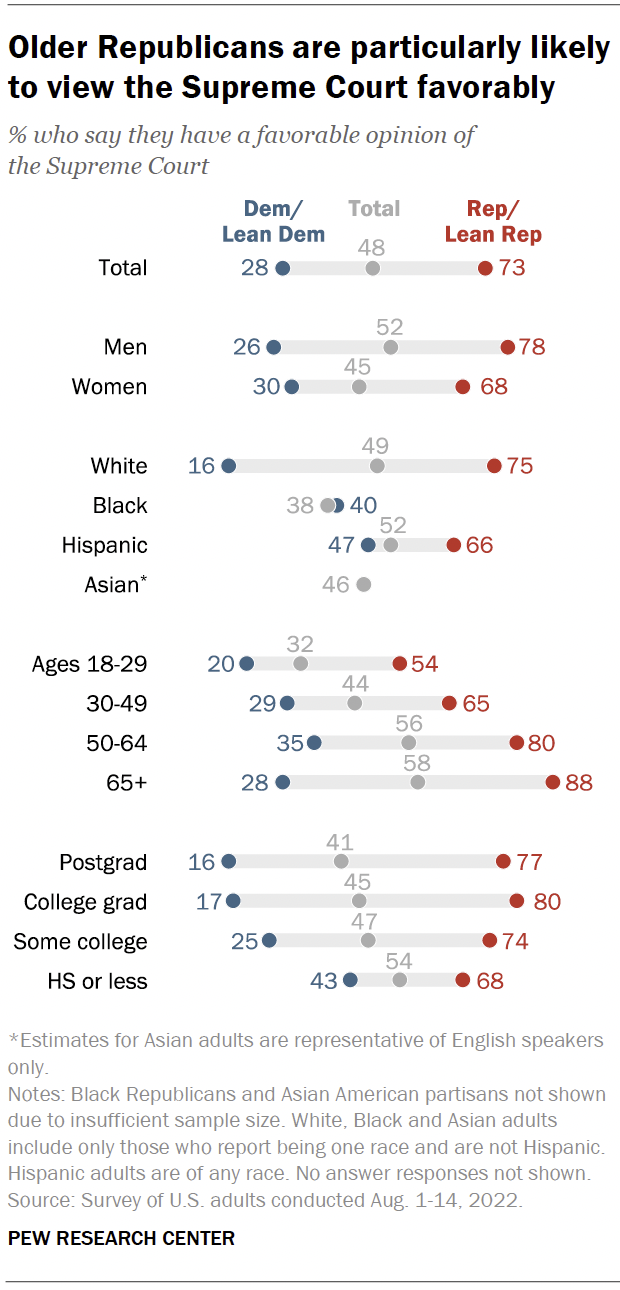 Older Republicans are particularly likely
to view the Supreme Court favorably
% who say they have a favorable opinion of
the Supreme Court
Dem/ Total Rep/
Lean Dem Lean Rep
48
Total 28 73
52
Men 26 78
45
Women 30 68
49
White 16 75
Black 38 40
52
Hispanic 47 66
Asian* 46
32
Ages 18-29 20 54
44
30-49 29 65
56
50-64 35 80
58
65+ 28 88
41
Postgrad 16 77
45
College grad 17 80
47
Some college 25 74
54
HS or less 43 68
*Estimates for Asian adults are representative of English speakers
only.
Notes: Black Republicans and Asian American partisans not shown
due to insufficient sample size. White, Black and Asian adults
include only those who report being one race and are not Hispanic.
Hispanic adults are of any race. No answer responses not shown.
Source: Survey of U.S. adults conducted Aug. 1-14, 2022.
PEW RESEARCH CENTER